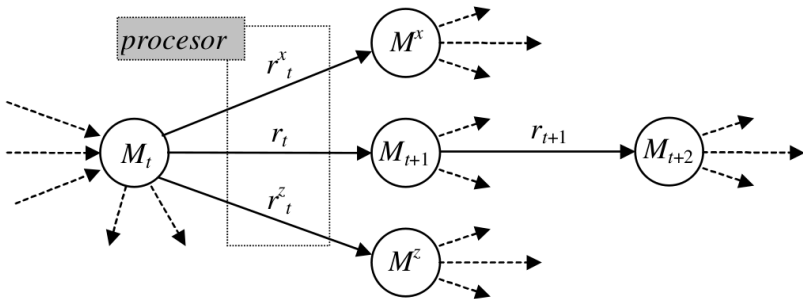 procesor
M^x
r^x_t
M_t
r_t
M_{t+1}
r_{t+1}
M_{t+2}
r^z_t
M^z